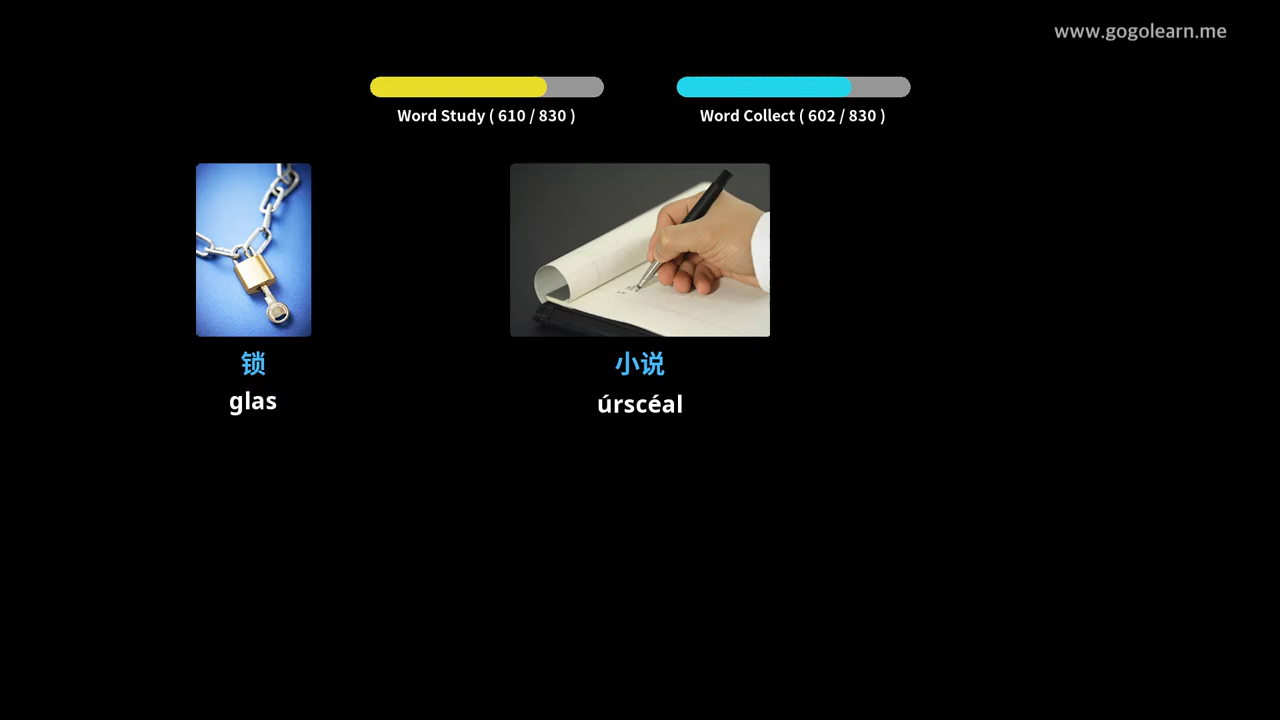 www.gogolearn.me
Word Study ( 610 / 830 )
Word Collect ( 602 / 830 )
锁
glas
小说
úrscéal